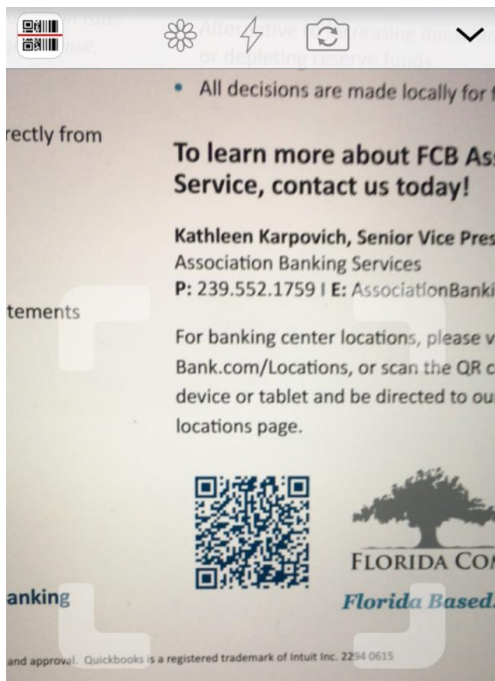 Alternative
or depleting reserve funds
• All decisions are made locally for f
rectly from
To learn more about FCB Ass
Service, contact us today!
Kathleen Karpovich, Senior Vice Pres
Association Banking Services
P: 239.552.1759 I E: AssociationBanki
tements
For banking center locations, please v
Bank.com/Locations, or scan the QR c
device or tablet and be directed to ou
locations page.
FLORIDA COM
anking
Florida Based.
and approval. Quickbooks is a registered trademark of Intuit Inc. 2294 0615